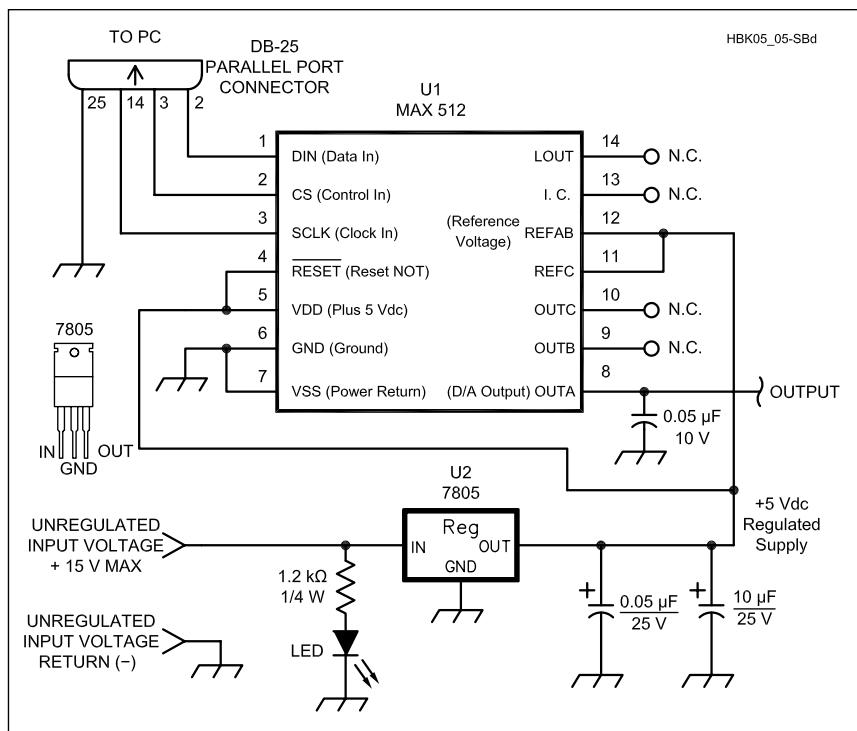 TO PC
HBK05_05-SBd
DB-25
PARALLEL PORT
CONNECTOR
25 14 3 2
U1
MAX 512
1 DIN (Data In)
2 CS (Control In)
3 SCLK (Clock In)
4 RESET (Reset NOT)
5 VDD (Plus 5 Vdc)
6 GND (Ground)
7 VSS (Power Return)
LOUT 14 N.C.
I. C. 13 N.C.
(Reference
Voltage)
REFAB 12
REFC 11
OUTC 10 N.C.
OUTB 9 N.C.
(D/A Output) OUTA 8
OUTPUT
0.05 µF
10 V
7805
IN OUT
GND
U2
7805
Reg
IN OUT
GND
+5 Vdc
Regulated
Supply
UNREGULATED
INPUT VOLTAGE
+ 15 V MAX
1.2 kΩ
1/4 W
LED
+ 0.05 µF
25 V
+ 10 µF
25 V
UNREGULATED
INPUT VOLTAGE
RETURN (−)